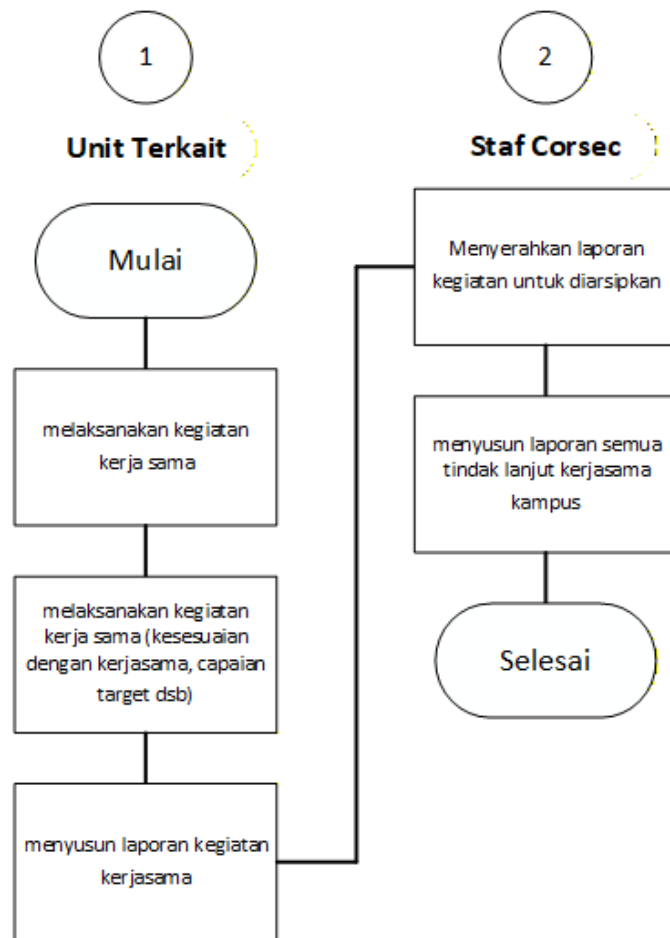 1
Unit Terkait
Mulai
melaksanakan kegiatan
kerja sama
melaksanakan kegiatan
kerja sama (kesesuaian
dengan kerjasama, capaian
target dsb)
menyusun laporan kegiatan
kerjasama
2
Staf Corsec
Menyerahkan laporan
kegiatan untuk diarsipkan
menyusun laporan semua
tindak lanjut kerjasama
kampus
Selesai